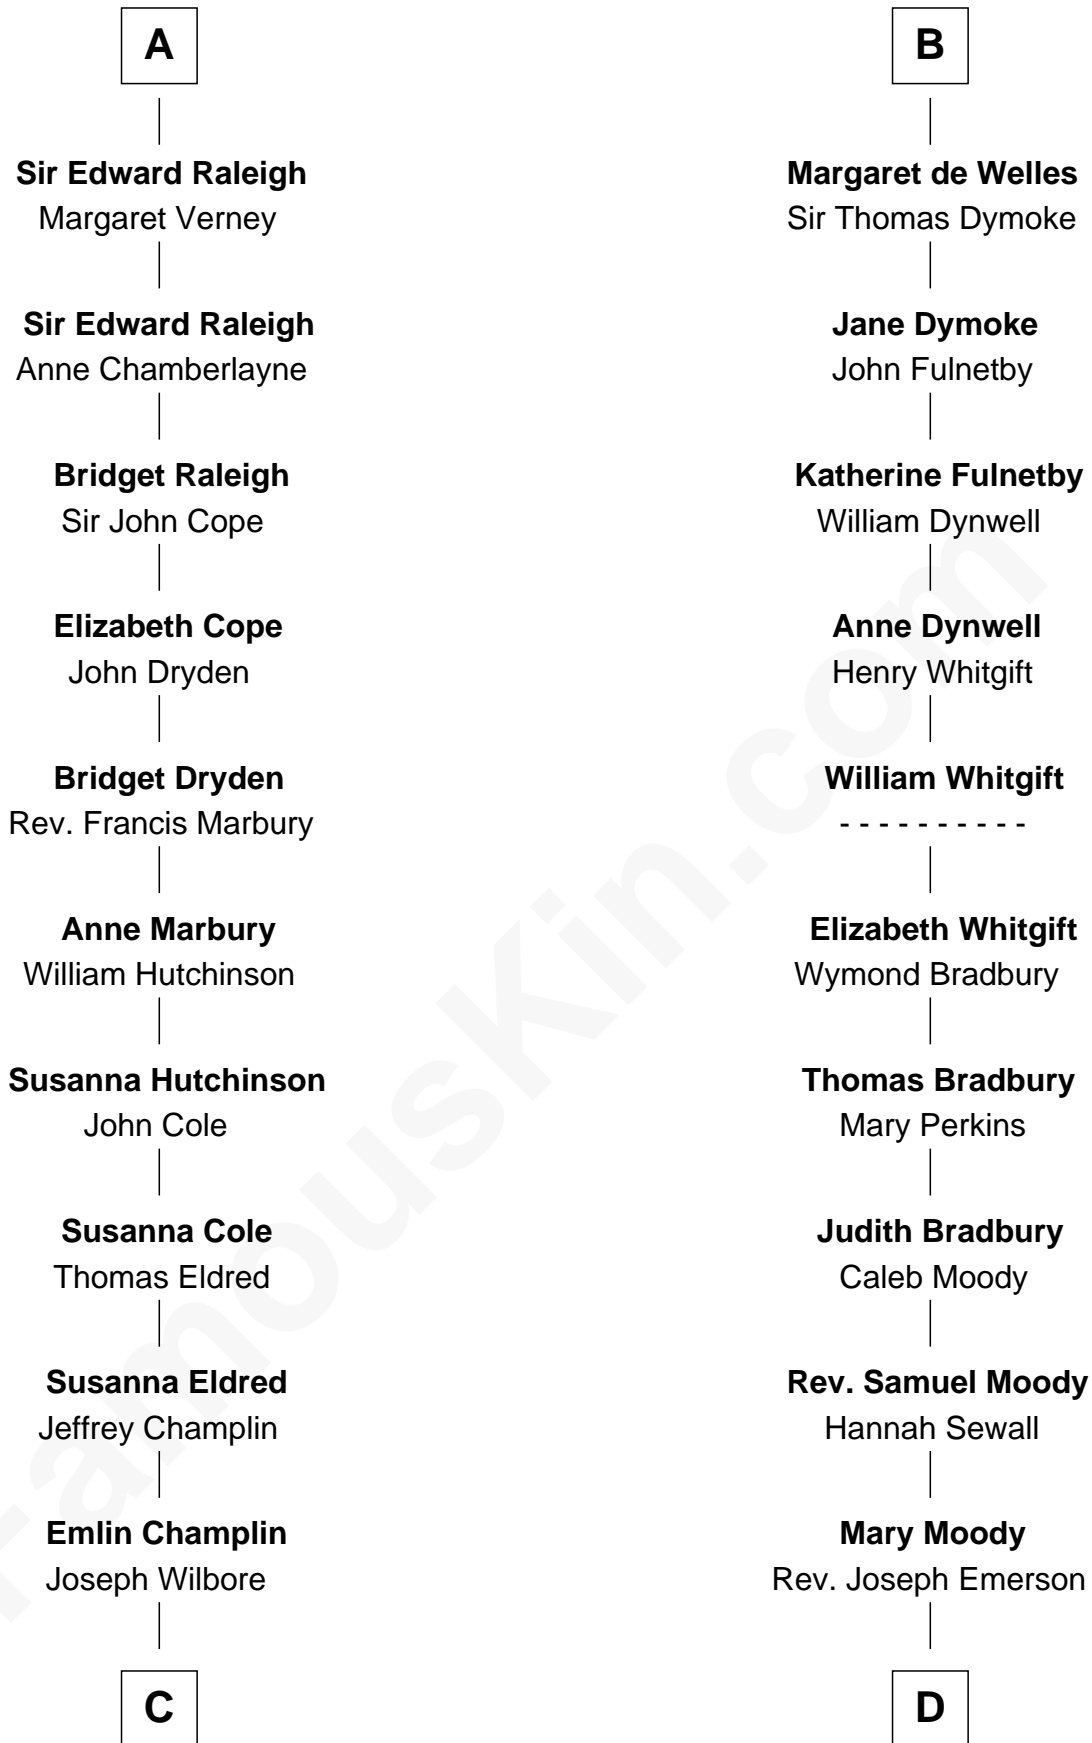 A
Sir Edward Raleigh
Margaret Verney
Sir Edward Raleigh
Anne Chamberlayne
Bridget Raleigh
Sir John Cope
Elizabeth Cope
John Dryden
Bridget Dryden
Rev. Francis Marbury
Anne Marbury
William Hutchinson
Susanna Hutchinson
John Cole
Susanna Cole
Thomas Eldred
Susanna Eldred
Jeffrey Champlin
Emlin Champlin
Joseph Wilbore
C
B
Margaret de Welles
Sir Thomas Dymoke
Jane Dymoke
John Fulnetby
Katherine Fulnetby
William Dynwell
Anne Dynwell
Henry Whitgift
William Whitgift
- - - - - - - - - -
Elizabeth Whitgift
Wymond Bradbury
Thomas Bradbury
Mary Perkins
Judith Bradbury
Caleb Moody
Rev. Samuel Moody
Hannah Sewall
Mary Moody
Rev. Joseph Emerson
D
FamousKin.com